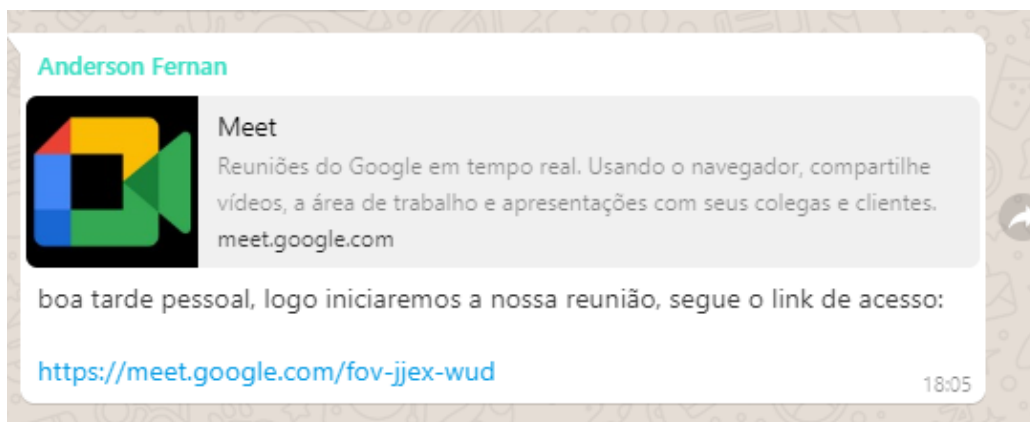 Anderson Fernan
Meet
Reuniões do Google em tempo real. Usando o navegador, compartilhe
vídeos, a área de trabalho e apresentações com seus colegas e clientes.
meet.google.com
boa tarde pessoal, logo iniciaremos a nossa reunião, segue o link de acesso:
https://meet.google.com/fov-jjex-wud
18:05